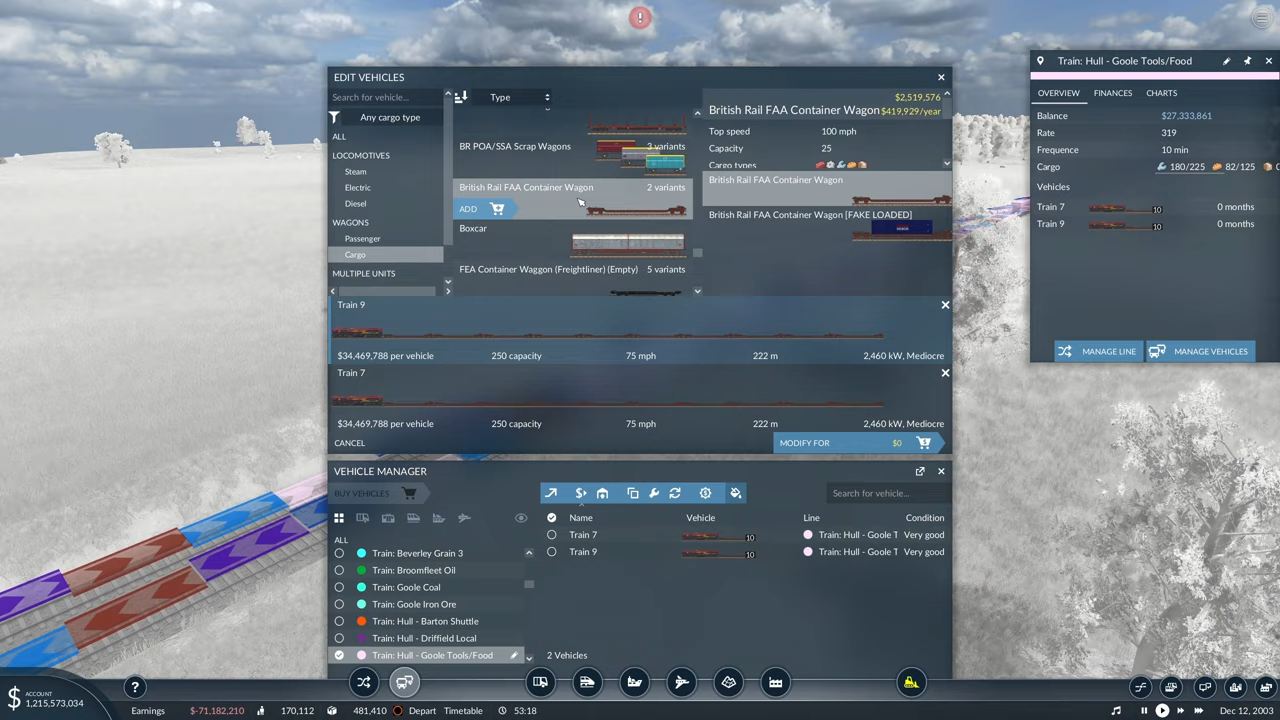 EDIT VEHICLES
Search for vehicle...
Type
Any cargo type
ALL
LOCOMOTIVES
Steam
Electric
Diesel
WAGONS
Passenger
Cargo
MULTIPLE UNITS
BR POA/SSA Scrap Wagons 3 variants
British Rail FAA Container Wagon 2 variants
ADD
Boxcar
FEA Container Waggon (Freightliner) (Empty) 5 variants
$2,519,576
British Rail FAA Container Wagon $419,929/year
Top speed 100 mph
Capacity 25
Cargo types
British Rail FAA Container Wagon
British Rail FAA Container Wagon [FAKE LOADED]
Train 9
$34,469,788 per vehicle 250 capacity 75 mph 222 m 2,460 kW, Mediocre
Train 7
$34,469,788 per vehicle 250 capacity 75 mph 222 m 2,460 kW, Mediocre
CANCEL
MODIFY FOR $0
VEHICLE MANAGER
BUY VEHICLES
Search for vehicle...
ALL
Train: Beverley Grain 3
Train: Broomfleet Oil
Train: Goole Coal
Train: Goole Iron Ore
Train: Hull - Barton Shuttle
Train: Hull - Driffield Local
Train: Hull - Goole Tools/Food
Name Vehicle Line Condition
Train 7 10 Train: Hull - Goole T Very good
Train 9 10 Train: Hull - Goole T Very good
2 Vehicles
Train: Hull - Goole Tools/Food
OVERVIEW FINANCES CHARTS
Balance $27,333,861
Rate 319
Frequence 10 min
Cargo 180/225 82/125 0
Vehicles
Train 7 10 0 months
Train 9 10 0 months
MANAGE LINE MANAGE VEHICLES
$ ACCOUNT
1,215,573,034
?
Earnings $-71,182,210 170,112 481,410 Depart Timetable 53:18
Dec 12, 2003